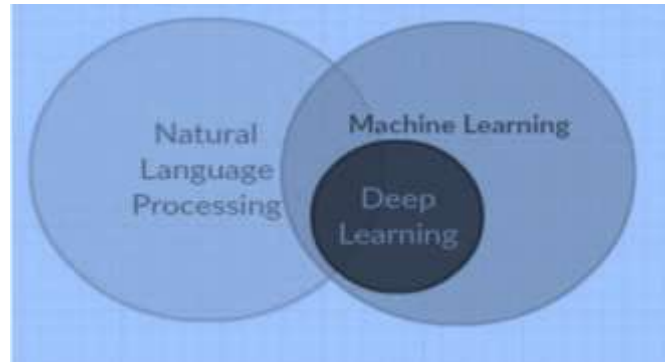 Natural
Language
Processing
Machine Learning
Deep
Learning